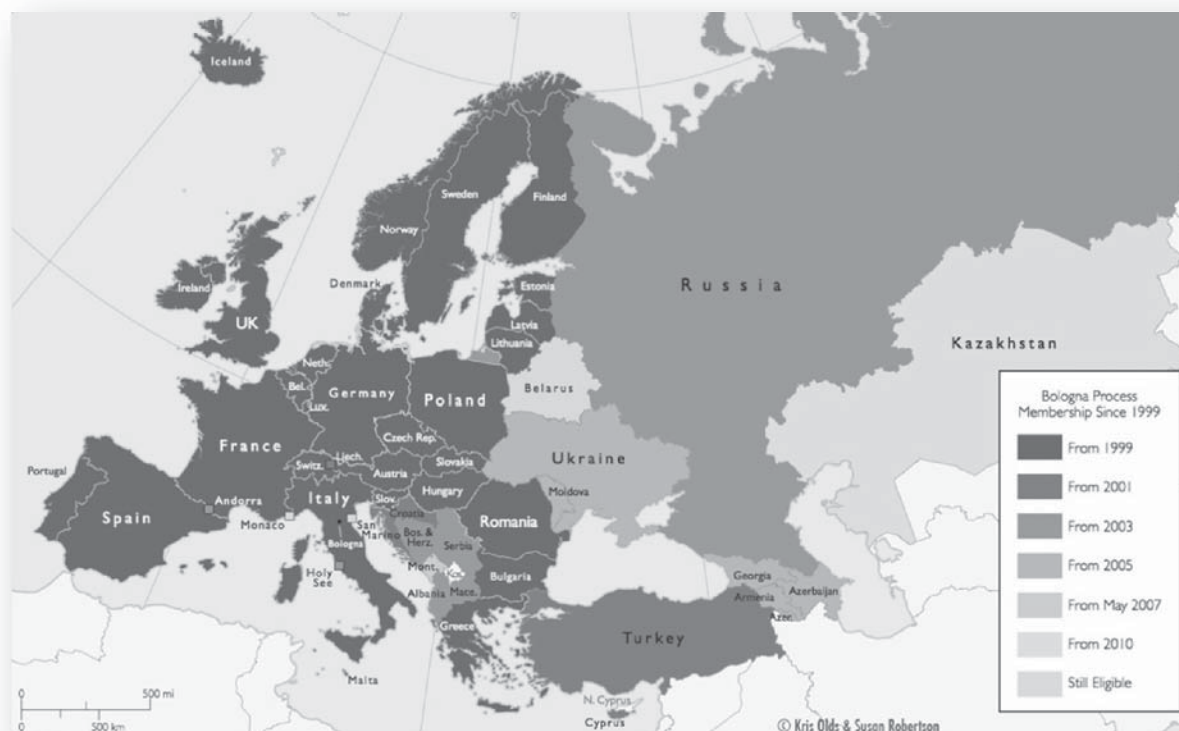 Iceland
Sweden
Finland
Norway
Denmark
Estonia
Russia
Ireland
UK
Latvia
Lithuania
Kazakhstan
Neth.
Belarus
Bel.
Germany
Poland
Lux.
Czech Rep.
France
Ukraine
Liech.
Switz.
Austria
Slovakia
Portugal
Hungary
Moldova
Andorra
Italy
Slov.
Spain
Croatia
Romania
Monaco
San
Marino
Bologna
Bos. &
Herz.
Serbia
Holy
See
Mont.
Kos.
Bulgaria
Georgia
Albania
Mace.
Armenia
Azerbaijan
Azer.
Greece
Turkey
Malta
N. Cyprus
Cyprus
0 500 mi
0 500 km
Bologna Process
Membership Since 1999
From 1999
From 2001
From 2003
From 2005
From May 2007
From 2010
Still Eligible
© Kris Olds & Susan Robertson